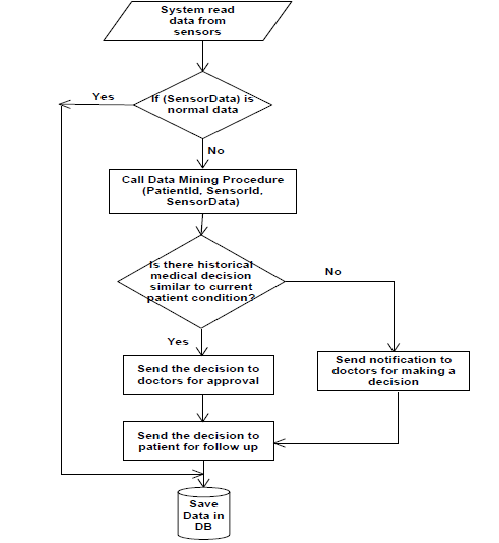 System read
data from
sensors
Yes
If (SensorData) is
normal data
No
Call Data Mining Procedure
(PatientId, SensorId,
SensorData)
Is there historical
medical decision
similar to current
patient condition?
No
Yes
Send the decision to
doctors for approval
Send notification to
doctors for making a
decision
Send the decision to
patient for follow up
Save
Data in
DB